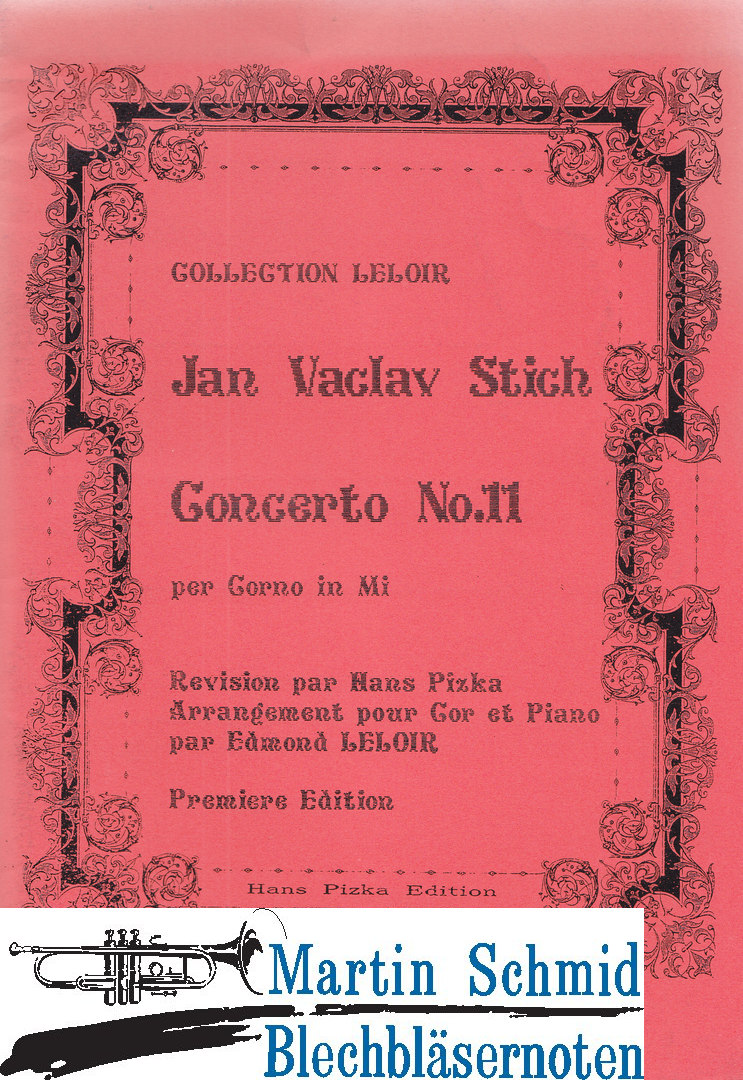 COLLECTION LELOIR
Jan Vaclav Stich
Concerto No.11
per Corno in Mi
Revision par Hans Pizka
Arrangement pour Cor et Piano
par Edmond LELOIR
Premiere Edition
Hans Pizka Edition
Martin Schmid
Blechbläsernoten